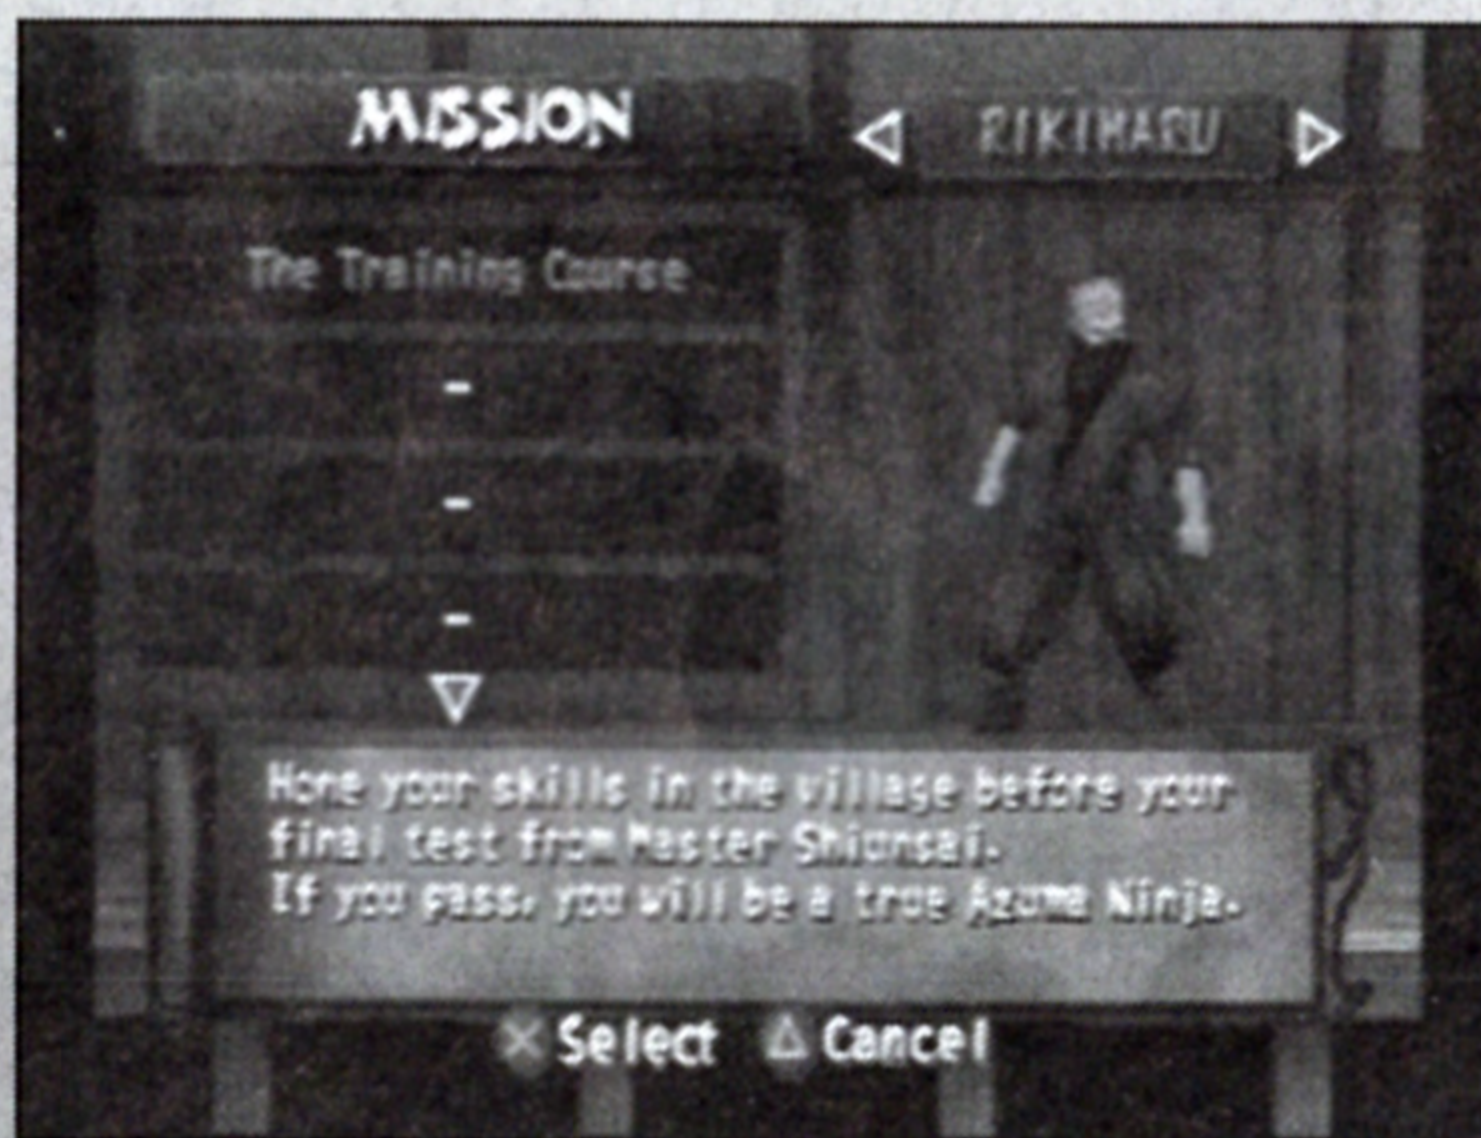 MISSION
RIKIMARU
The Training Course
-
-
-
Hone your skills in the village before your
final test from Master Shiunsai.
If you pass, you will be a true Azuma Ninja.
Select
Cancel